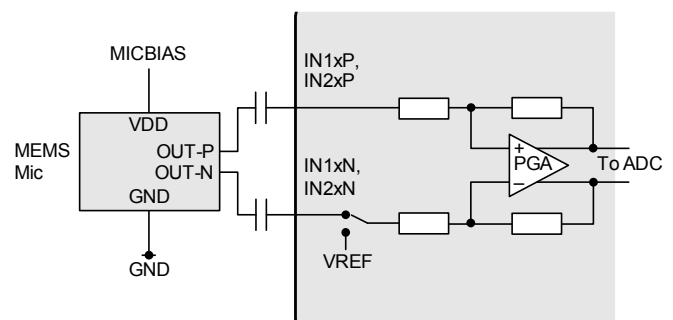 MICBIAS
IN1xP,
IN2xP
VDD
MEMS
Mic
OUT-P
OUT-N
GND
GND
IN1xN,
IN2xN
VREF
+
PGA
−
To ADC